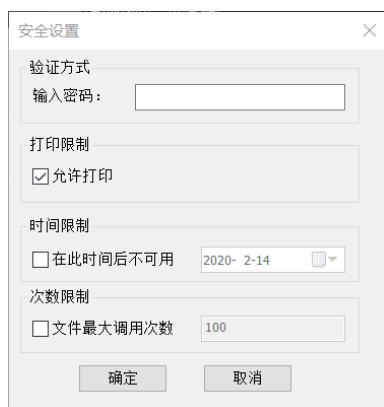 安全设置
验证方式
输入密码：
打印限制
允许打印
时间限制
在此时间后不可用 2020- 2-14
次数限制
文件最大调用次数 100
确定 取消